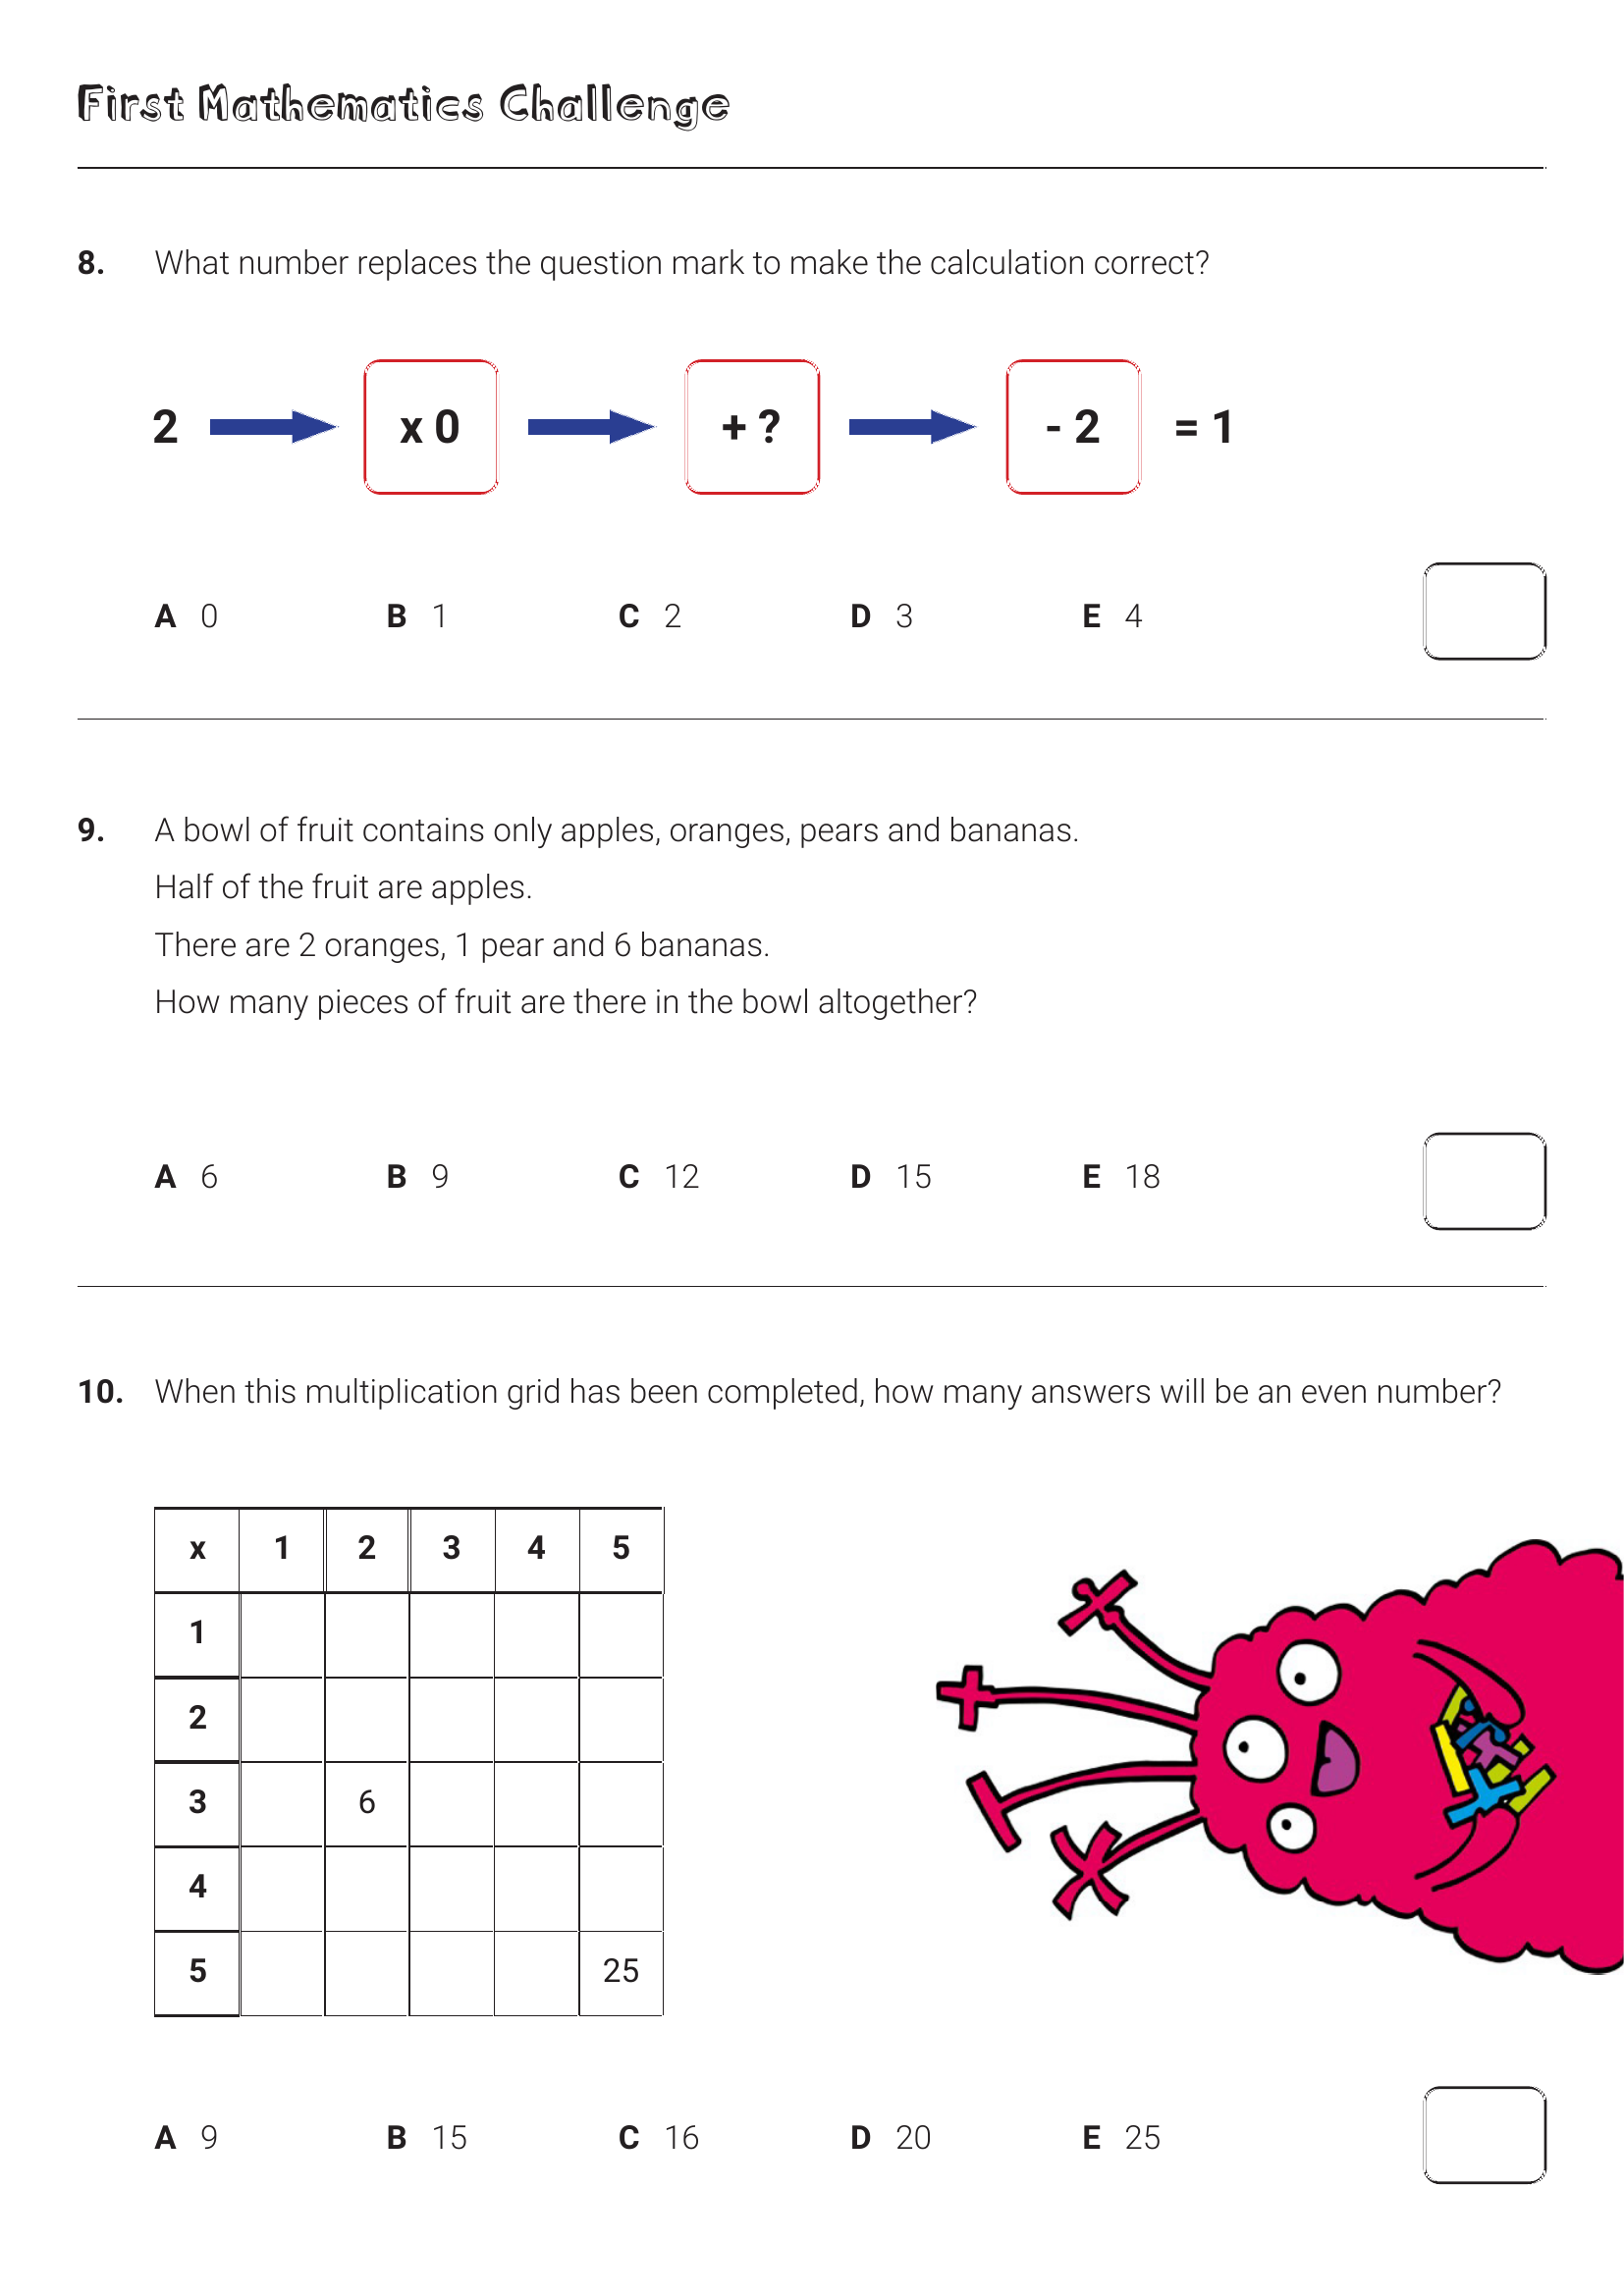 First Mathematics Challenge
8. What number replaces the question mark to make the calculation correct?
2 x 0 + ? - 2 = 1
A 0 B 1 C 2 D 3 E 4
9. A bowl of fruit contains only apples, oranges, pears and bananas.
Half of the fruit are apples.
There are 2 oranges, 1 pear and 6 bananas.
How many pieces of fruit are there in the bowl altogether?
A 6 B 9 C 12 D 15 E 18
10. When this multiplication grid has been completed, how many answers will be an even number?
x 1 2 3 4 5
1
2
3 6
4
5 25
A 9 B 15 C 16 D 20 E 25